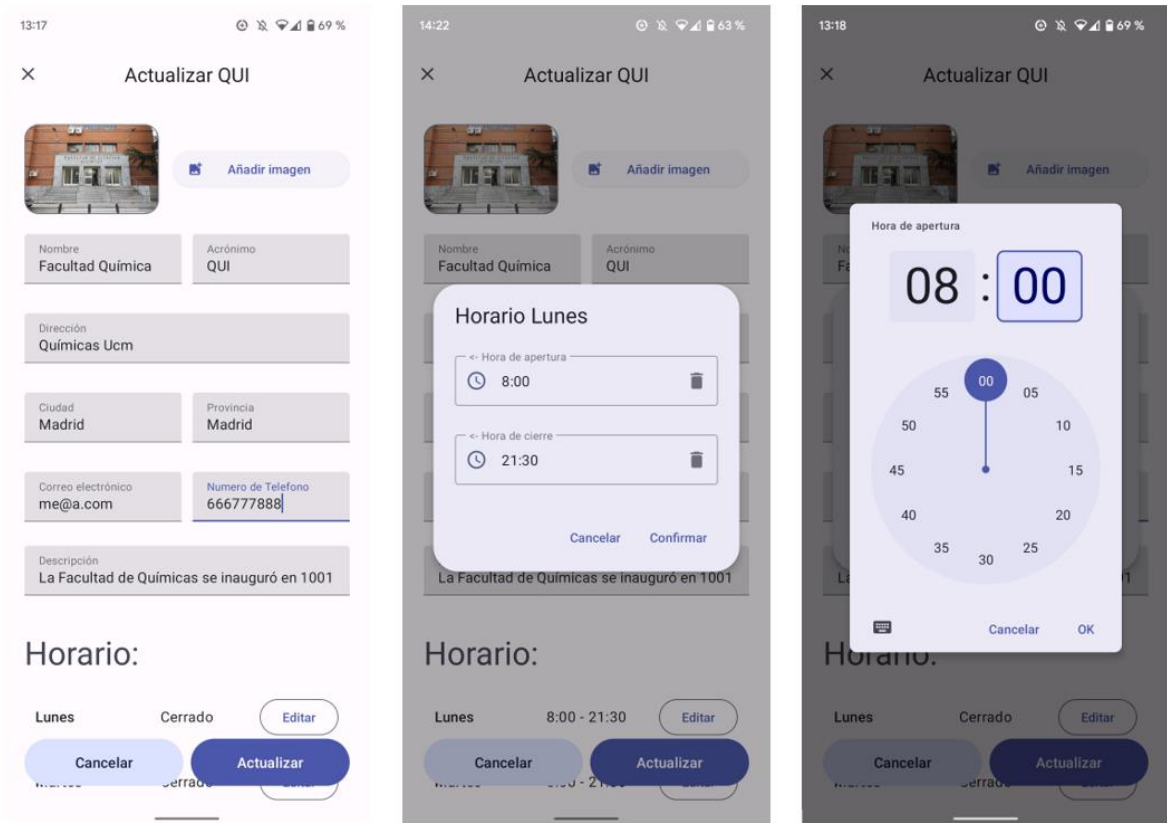 13:17
69 %
Actualizar QUI
Añadir imagen
Nombre
Facultad Química
Acrónimo
QUI
Dirección
Químicas Ucm
Ciudad
Madrid
Provincia
Madrid
Correo electrónico
me@a.com
Numero de Telefono
666777888
Descripción
La Facultad de Químicas se inauguró en 1001
Horario:
Lunes Cerrado Editar
Cancelar Actualizar
Martes Cerrado Editar
14:22
63 %
Actualizar QUI
Añadir imagen
Nombre
Facultad Química
Acrónimo
QUI
Horario Lunes
<- Hora de apertura
8:00
<- Hora de cierre
21:30
Cancelar Confirmar
La Facultad de Químicas se inauguró en 1001
Horario:
Lunes 8:00 - 21:30 Editar
Cancelar Actualizar
13:18
69 %
Actualizar QUI
Añadir imagen
Hora de apertura
08 : 00
00
05
10
15
20
25
30
35
40
45
50
55
Cancelar OK
Horario:
Lunes Cerrado Editar
Cancelar Actualizar